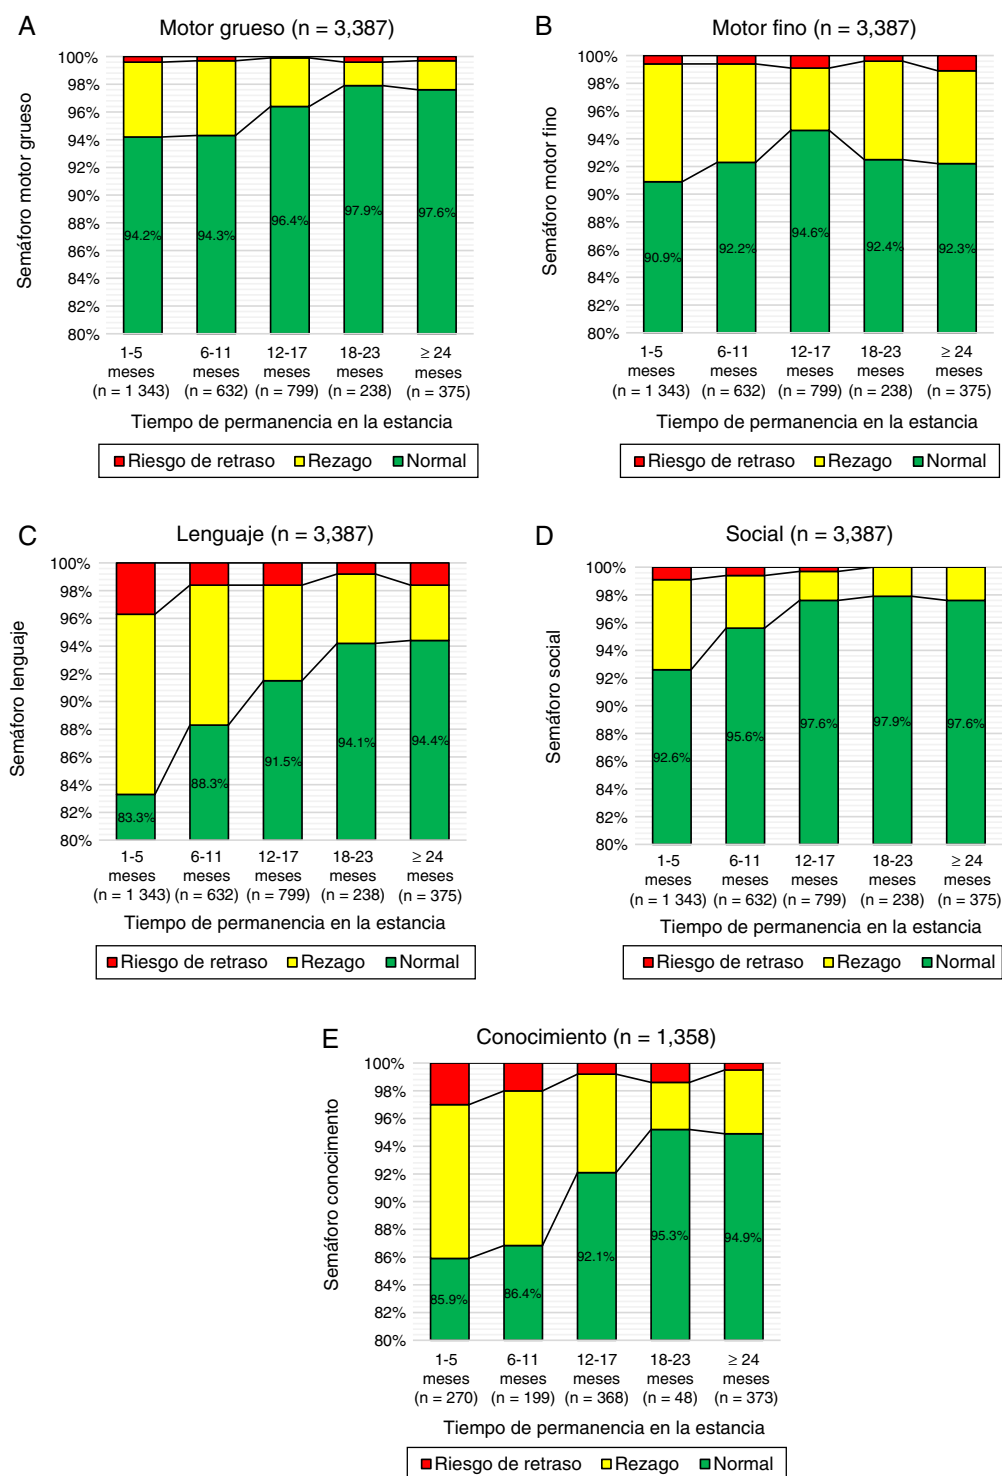 A
Motor grueso (n = 3,387)
100%
98%
96%
94%
92%
90%
88%
86%
84%
82%
80%
Semáforo motor grueso
94.2%
94.3%
96.4%
97.9%
97.6%
1-5 6-11 12-17 18-23 ≥ 24
meses meses meses meses meses
(n = 1 343) (n = 632) (n = 799) (n = 238) (n = 375)
Tiempo de permanencia en la estancia
Riesgo de retraso Rezago Normal
B
Motor fino (n = 3,387)
100%
98%
96%
94%
92%
90%
88%
86%
84%
82%
80%
Semáforo motor fino
90.9%
92.2%
94.6%
92.4%
92.3%
1-5 6-11 12-17 18-23 ≥ 24
meses meses meses meses meses
(n = 1 343) (n = 632) (n = 799) (n = 238) (n = 375)
Tiempo de permanencia en la estancia
Riesgo de retraso Rezago Normal
C
Lenguaje (n = 3,387)
100%
98%
96%
94%
92%
90%
88%
86%
84%
82%
80%
Semáforo lenguaje
83.3%
88.3%
91.5%
94.1%
94.4%
1-5 6-11 12-17 18-23 ≥ 24
meses meses meses meses meses
(n = 1 343) (n = 632) (n = 799) (n = 238) (n = 375)
Tiempo de permanencia en la estancia
Riesgo de retraso Rezago Normal
D
Social (n = 3,387)
100%
98%
96%
94%
92%
90%
88%
86%
84%
82%
80%
Semáforo social
92.6%
95.6%
97.6%
97.9%
97.6%
1-5 6-11 12-17 18-23 ≥ 24
meses meses meses meses meses
(n = 1 343) (n = 632) (n = 799) (n = 238) (n = 375)
Tiempo de permanencia en la estancia
Riesgo de retraso Rezago Normal
E
Conocimiento (n = 1,358)
100%
98%
96%
94%
92%
90%
88%
86%
84%
82%
80%
Semáforo conocimento
85.9%
86.4%
92.1%
95.3%
94.9%
1-5 6-11 12-17 18-23 ≥ 24
meses meses meses meses meses
(n = 270) (n = 199) (n = 368) (n = 48) (n = 373)
Tiempo de permanencia en la estancia
Riesgo de retraso Rezago Normal